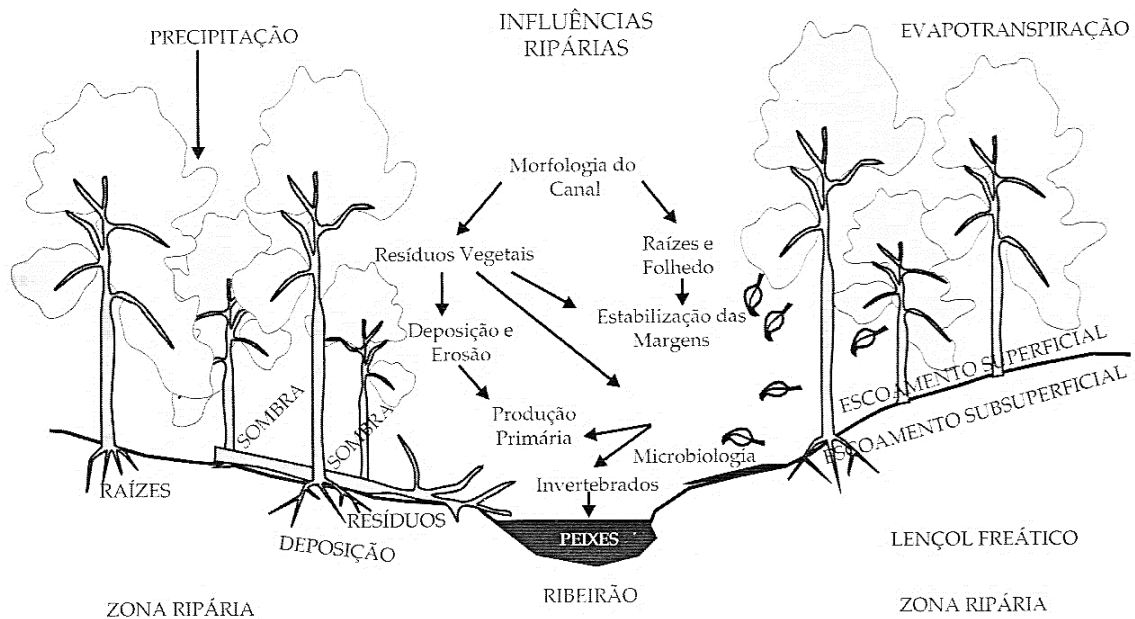 INFLUÊNCIAS
RIPÁRIAS
PRECIPITAÇÃO
EVAPOTRANSPIRAÇÃO
Morfologia do
Canal
Resíduos Vegetais
Raízes e
Folhedo
Deposição e
Erosão
Estabilização das
Margens
ESCOAMENTO SUPERFICIAL
ESCOAMENTO SUBSUPERFICIAL
SOMBRA
SOMBRA
Produção
Primária
Microbiologia
Invertebrados
RAÍZES
RESÍDUOS
DEPOSIÇÃO
PEIXES
LENÇOL FREÁTICO
RIBEIRÃO
ZONA RIPÁRIA
ZONA RIPÁRIA